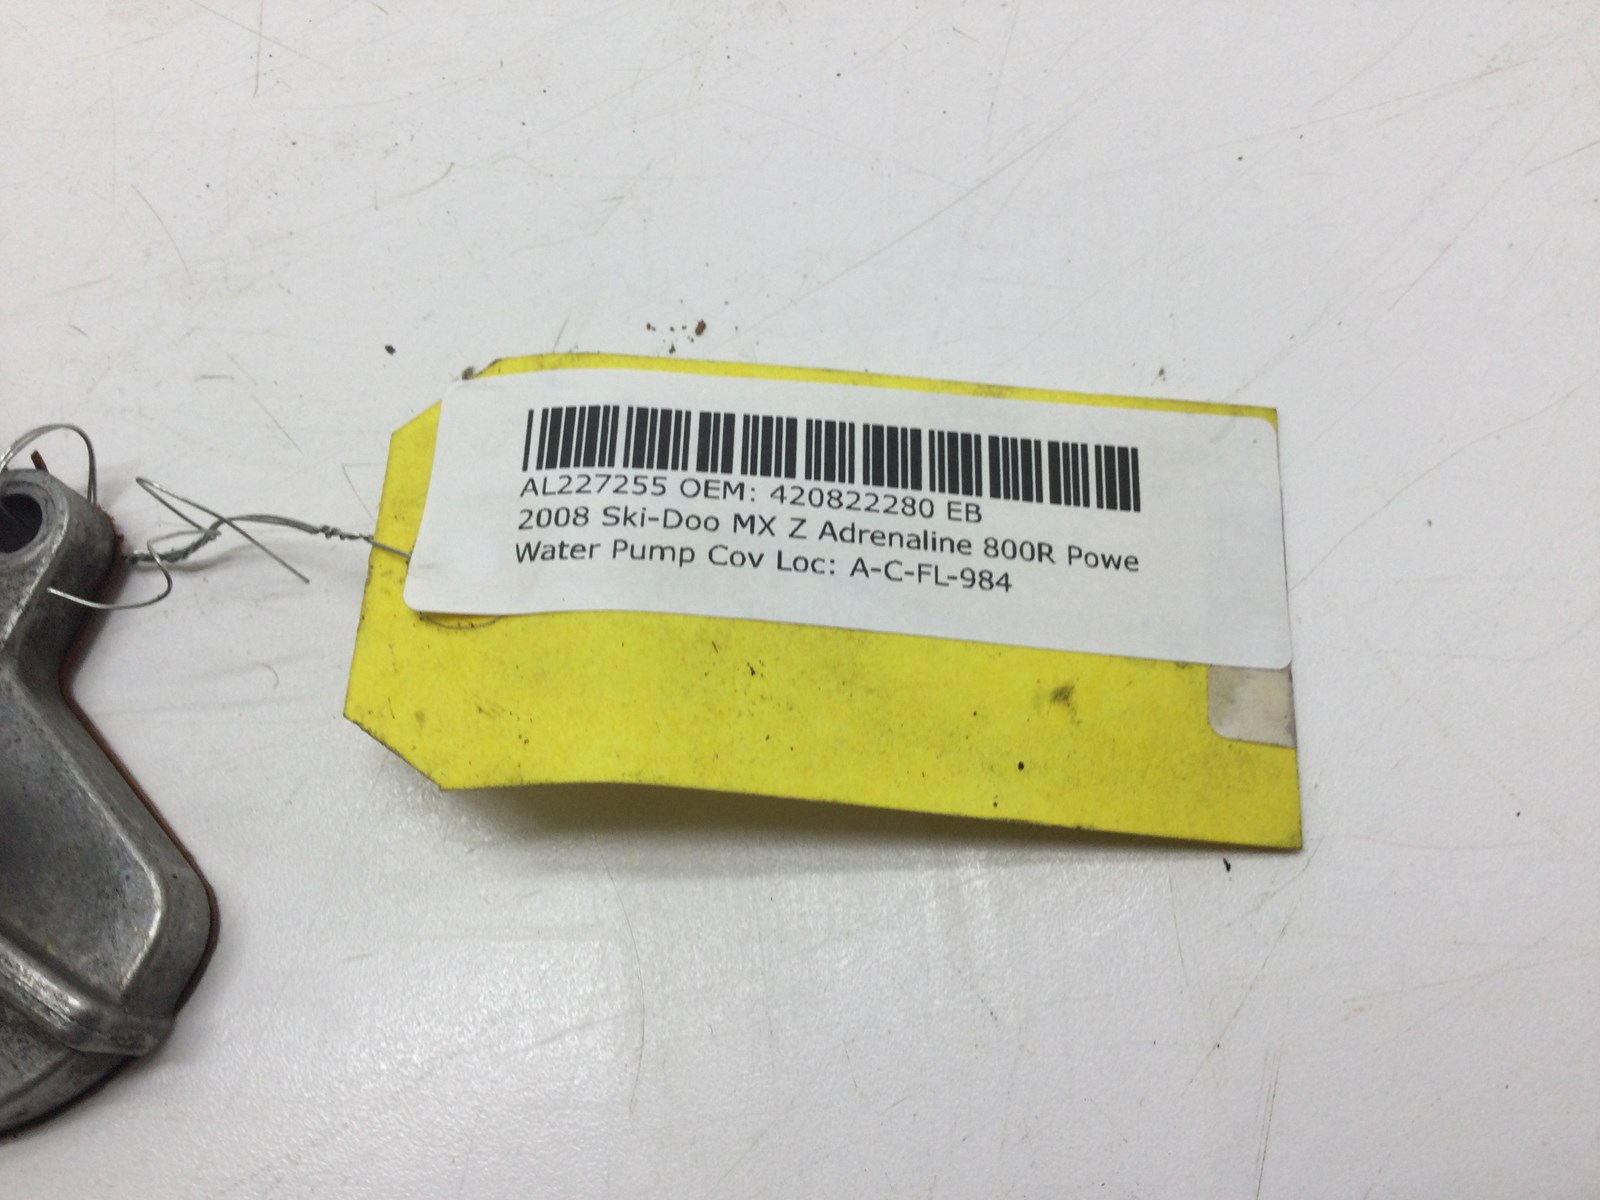 AL227255 OEM: 420822280 EB
2008 Ski-Doo MX Z Adrenaline 800R Powe
Water Pump Cov Loc: A-C-FL-984